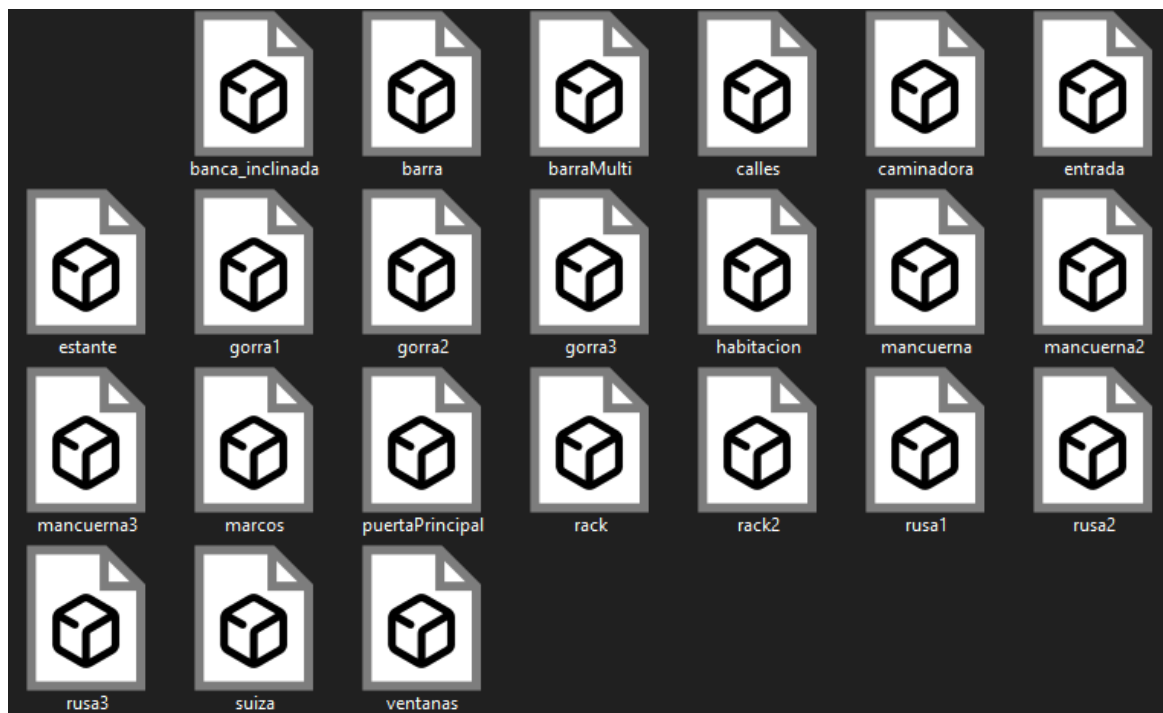 banca_inclinada
barra
barraMulti
calles
caminadora
entrada
estante
gorra1
gorra2
gorra3
habitacion
mancuerna
mancuerna2
mancuerna3
marcos
puertaPrincipal
rack
rack2
rusa1
rusa2
rusa3
suiza
ventanas